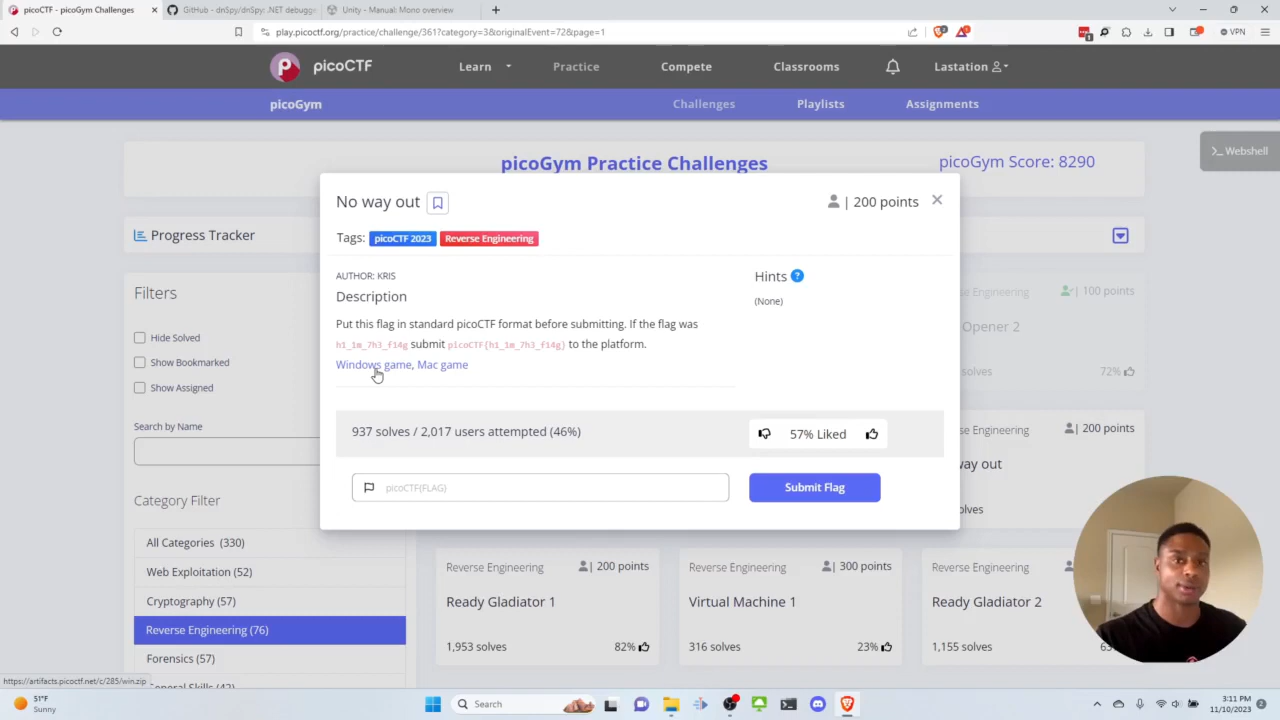 picoCTF - picoGym Challenges
GitHub - dnSpy/dnSpy: .NET debugge
Unity - Manual: Mono overview
play.picoctf.org/practice/challenge/361?category=3&originalEvent=72&page=1
VPN
picoCTF
Learn
Practice
Compete
Classrooms
Lastation
picoGym
Challenges
Playlists
Assignments
picoGym Practice Challenges
picoGym Score: 8290
>_ Webshell
Progress Tracker
Filters
Hide Solved
Show Bookmarked
Show Assigned
Search by Name
Category Filter
All Categories (330)
Web Exploitation (52)
Cryptography (57)
Reverse Engineering (76)
Forensics (57)
General Skills (42)
No way out
| 200 points
Tags: picoCTF 2023 Reverse Engineering
AUTHOR: KRIS
Description
Put this flag in standard picoCTF format before submitting. If the flag was
h1_1m_7h3_f14g submit picoCTF{h1_1m_7h3_f14g} to the platform.
Windows game, Mac game
Hints ?
(None)
937 solves / 2,017 users attempted (46%)
57% Liked
picoCTF{FLAG}
Submit Flag
se Engineering
| 100 points
Opener 2
solves
72%
se Engineering
| 200 points
way out
olves
Reverse Engineering
| 200 points
Ready Gladiator 1
1,953 solves
82%
Reverse Engineering
| 300 points
Virtual Machine 1
316 solves
23%
Reverse Engineering
Ready Gladiator 2
1,155 solves
https://artifacts.picoctf.net/c/285/win.zip
51°F
Sunny
Search
3:11 PM
11/10/2023